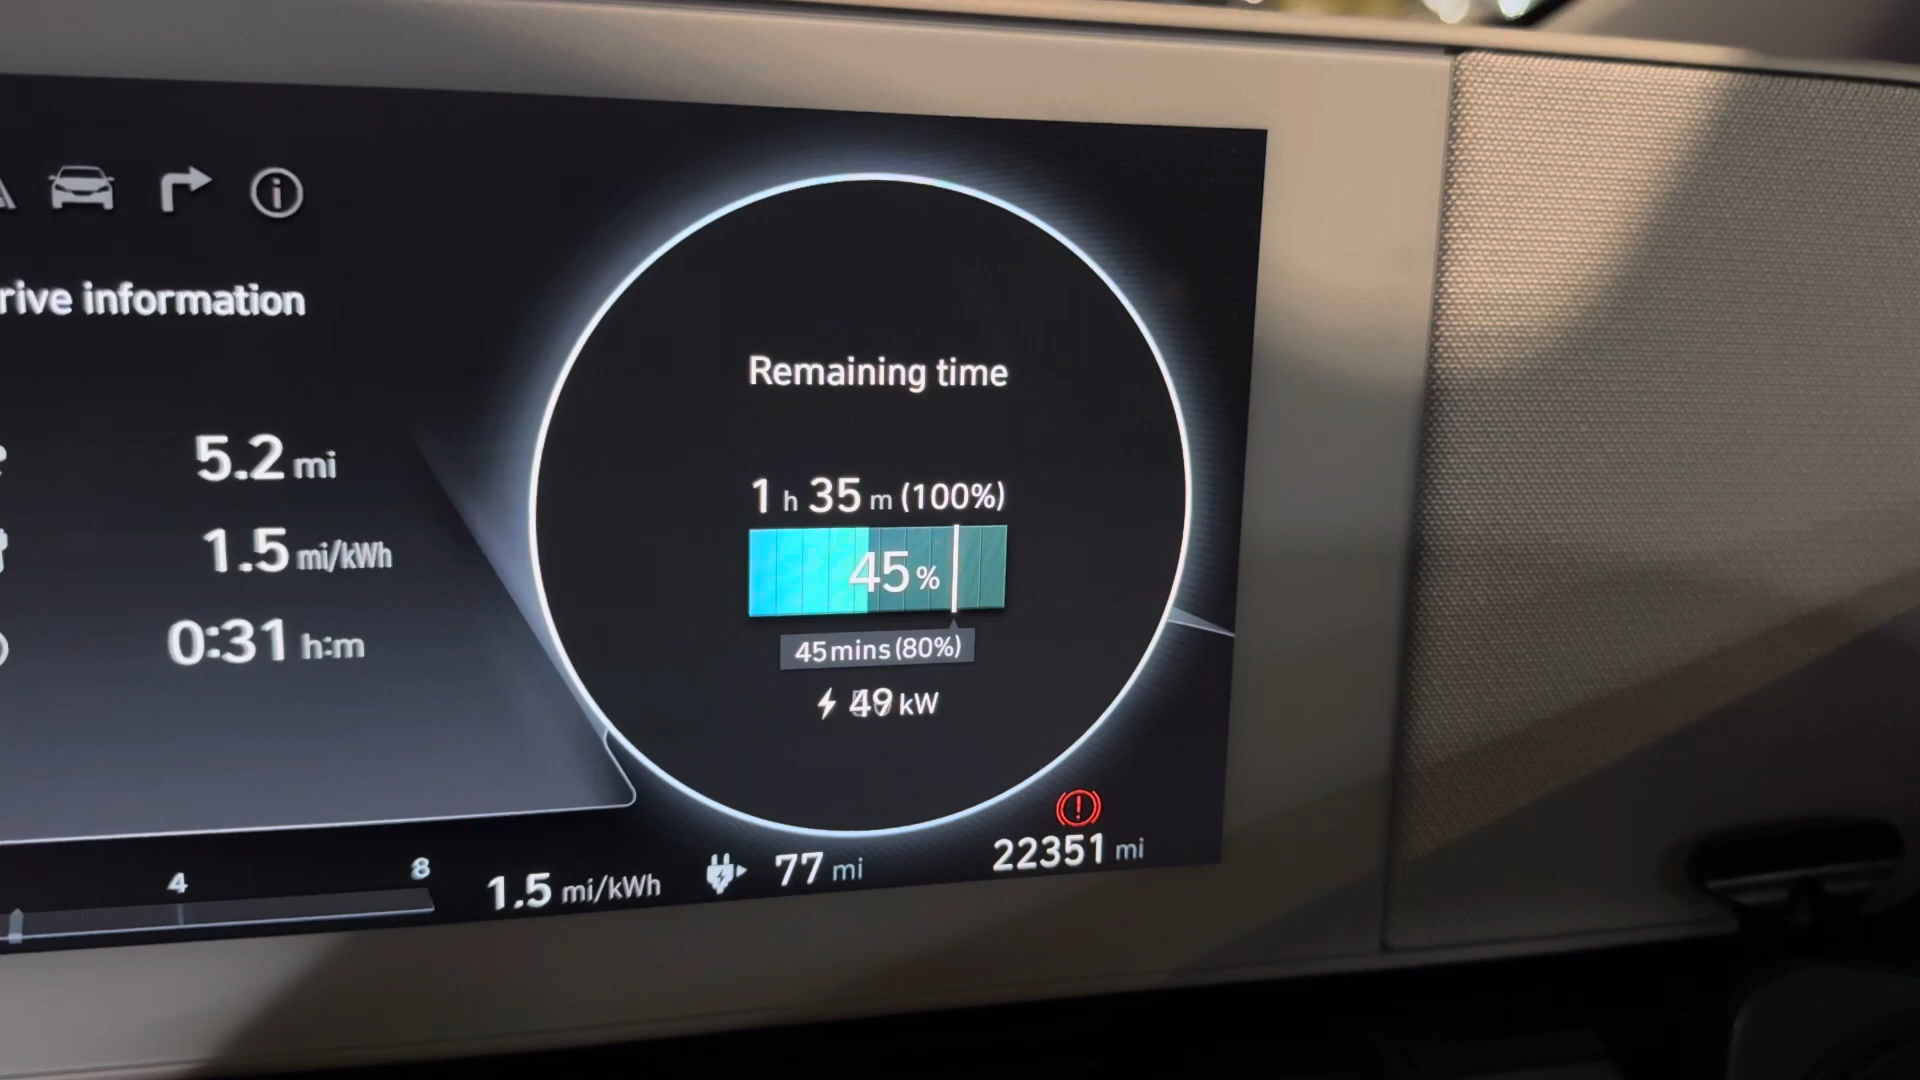 rive information
5.2 mi
1.5 mi/kWh
0:31 h:m
Remaining time
1 h 35 m (100%)
45 %
45 mins (80%)
kW
4
8
1.5 mi/kWh
77 mi
22351 mi